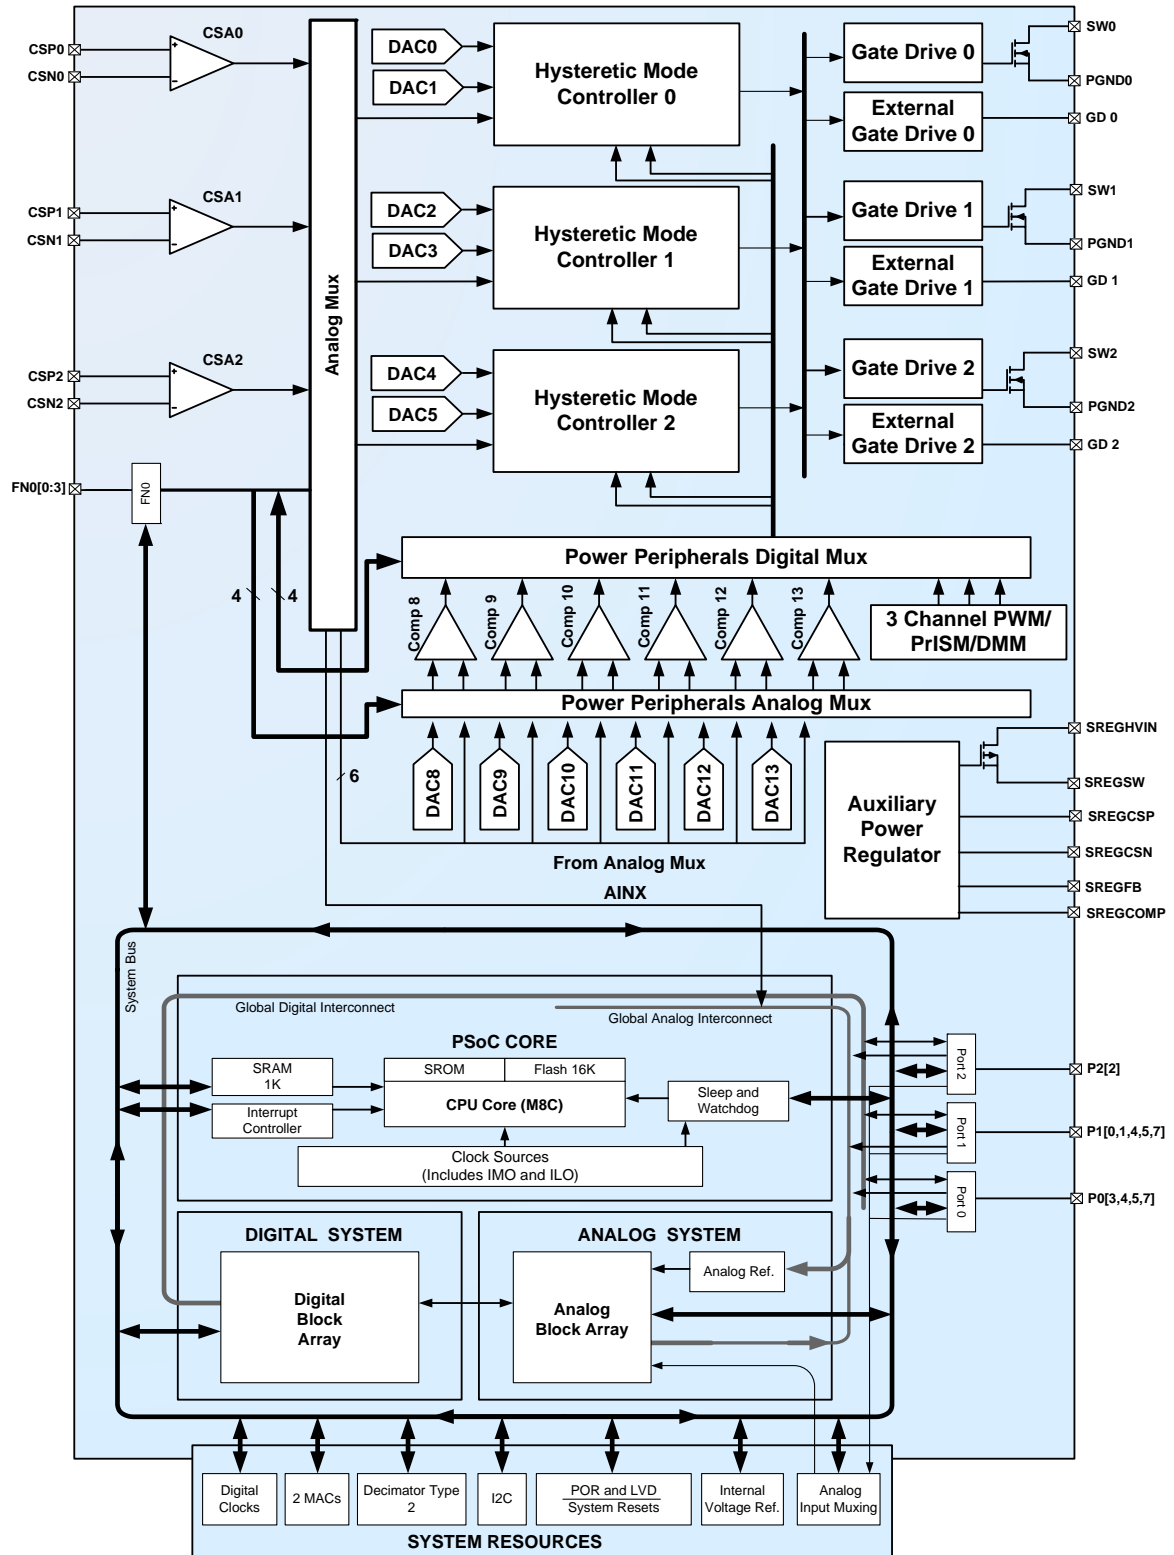 CSP0
CSN0
CSA0
CSP1
CSN1
CSA1
CSP2
CSN2
CSA2
FN0[0:3]
FN0
Analog Mux
4
4
6
DAC0
DAC1
Hysteretic Mode
Controller 0
DAC2
DAC3
Hysteretic Mode
Controller 1
DAC4
DAC5
Hysteretic Mode
Controller 2
Gate Drive 0
External
Gate Drive 0
Gate Drive 1
External
Gate Drive 1
Gate Drive 2
External
Gate Drive 2
SW0
PGND0
GD 0
SW1
PGND1
GD 1
SW2
PGND2
GD 2
Power Peripherals Digital Mux
Comp 8
Comp 9
Comp 10
Comp 11
Comp 12
Comp 13
3 Channel PWM/
PrISM/DMM
Power Peripherals Analog Mux
DAC8
DAC9
DAC10
DAC11
DAC12
DAC13
From Analog Mux
AINX
Auxiliary
Power
Regulator
SREGHVIN
SREGSW
SREGCSP
SREGCSN
SREGFB
SREGCOMP
System Bus
Global Digital Interconnect
Global Analog Interconnect
PSoC CORE
SRAM
1K
Interrupt
Controller
SROM
Flash 16K
CPU Core (M8C)
Sleep and
Watchdog
Clock Sources
(Includes IMO and ILO)
Port 2
Port 1
Port 0
P2[2]
P1[0,1,4,5,7]
P0[3,4,5,7]
DIGITAL SYSTEM
Digital
Block
Array
ANALOG SYSTEM
Analog
Block Array
Analog Ref.
Digital
Clocks
2 MACs
Decimator Type
2
I2C
POR and LVD
System Resets
Internal
Voltage Ref.
Analog
Input Muxing
SYSTEM RESOURCES